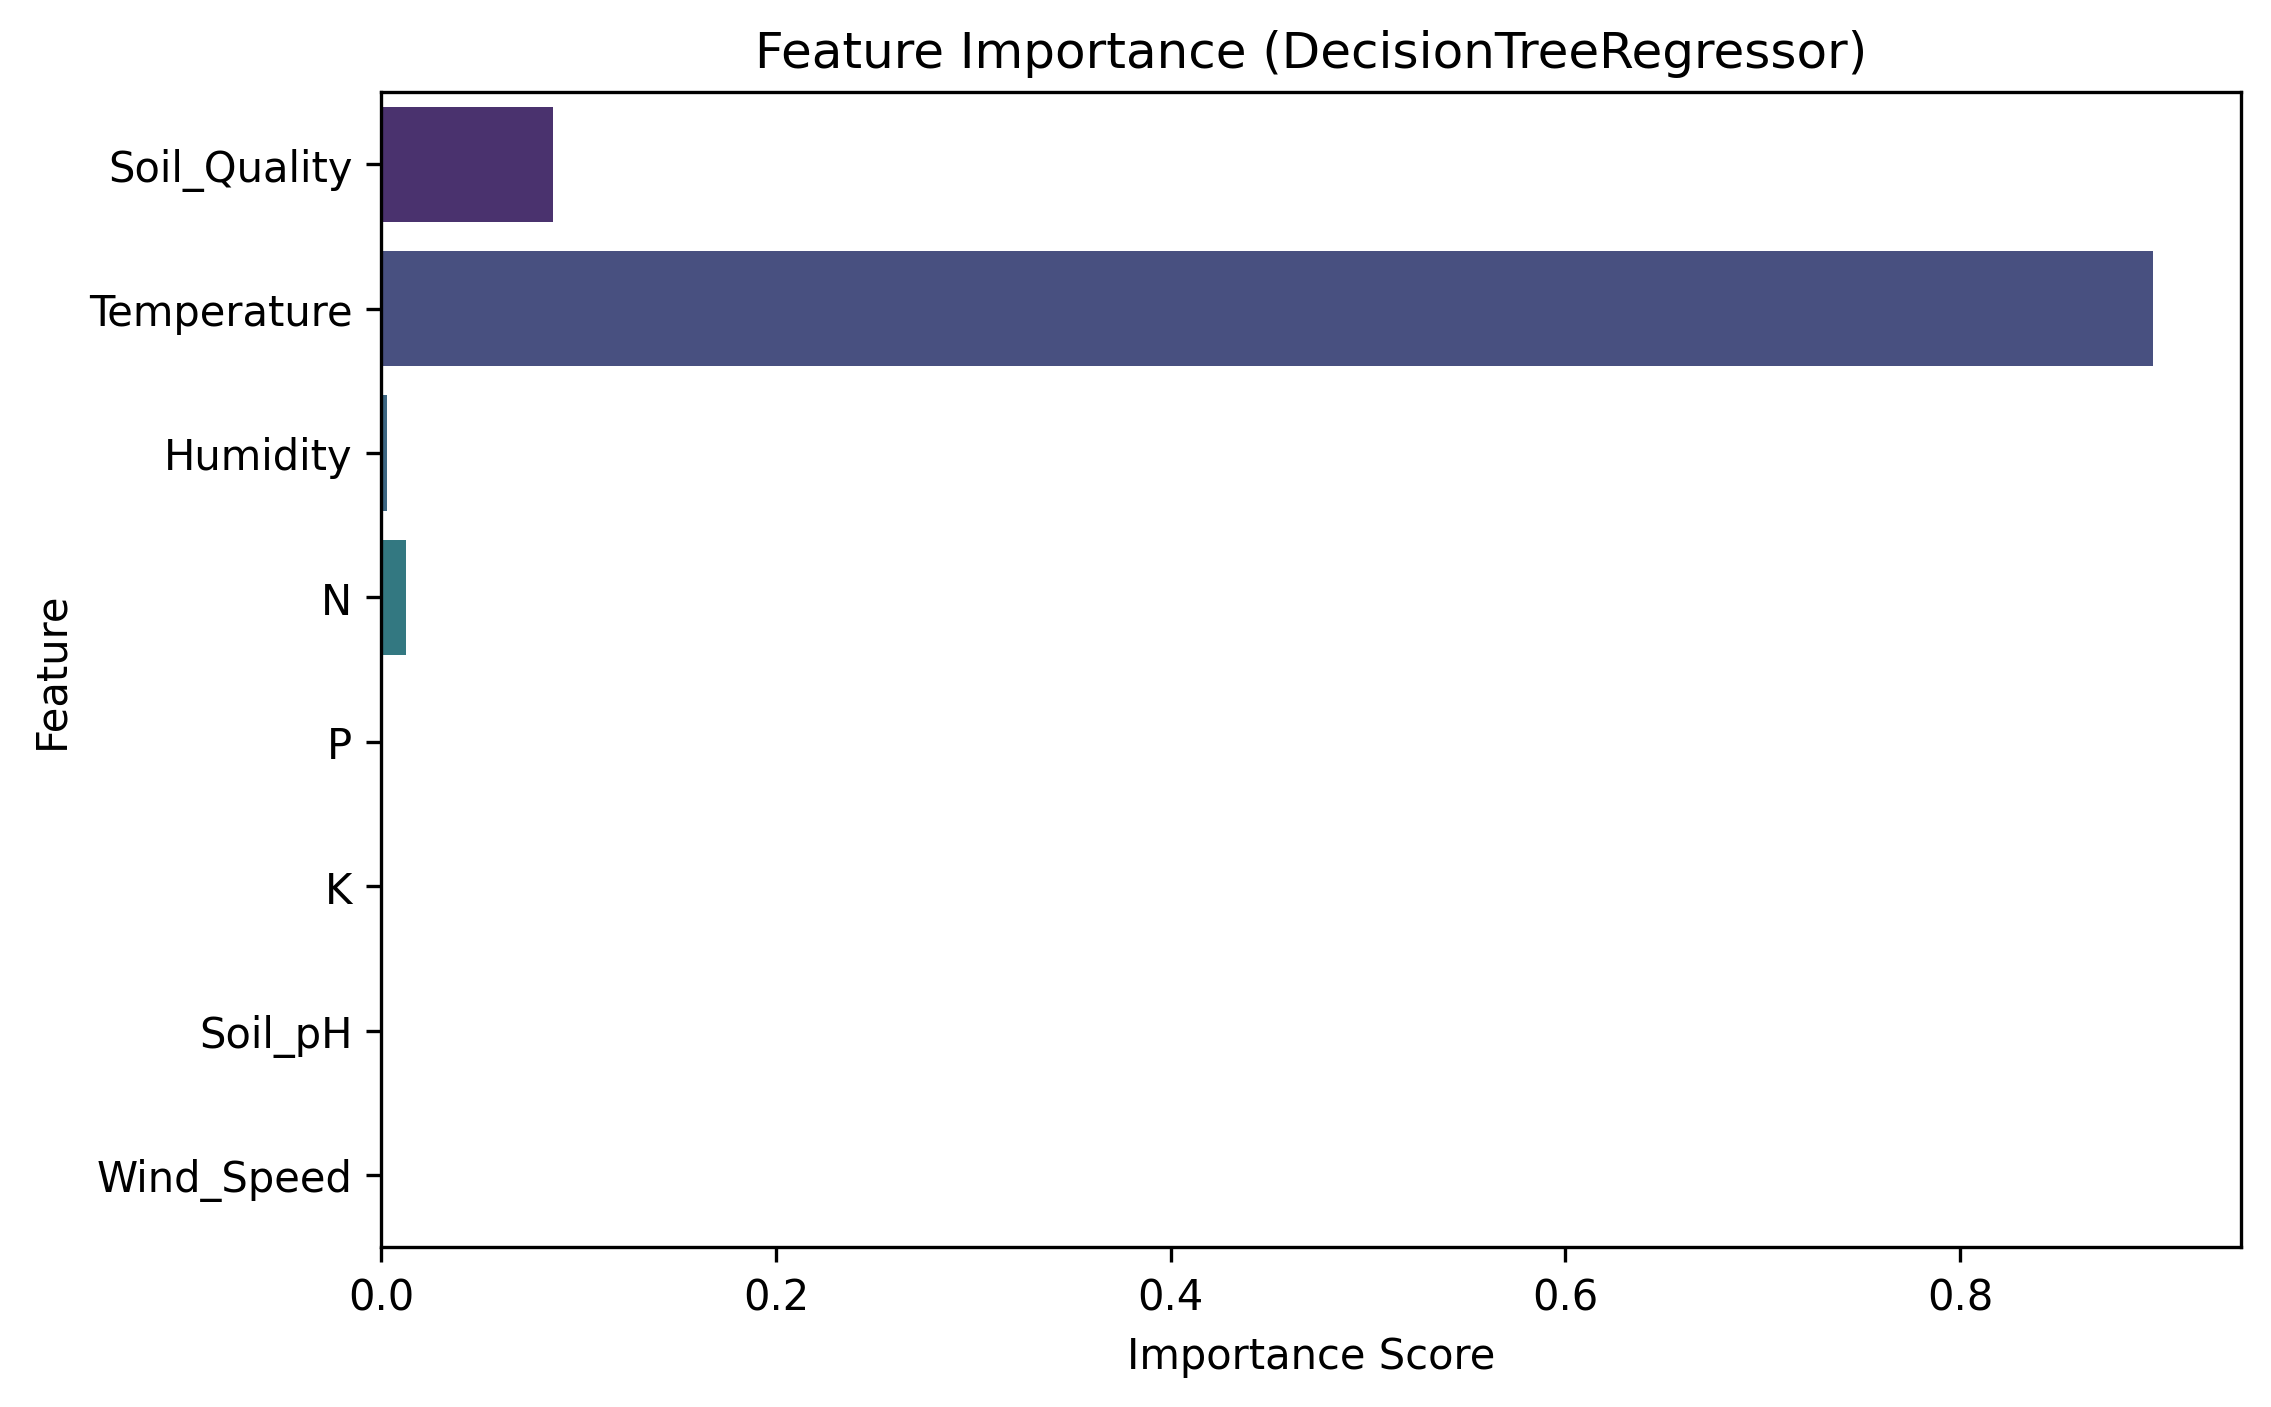 Feature Importance (DecisionTreeRegressor)
Soil_Quality
Temperature
Humidity
N
P
K
Soil_pH
Wind_Speed
Feature
0.0 0.2 0.4 0.6 0.8
Importance Score